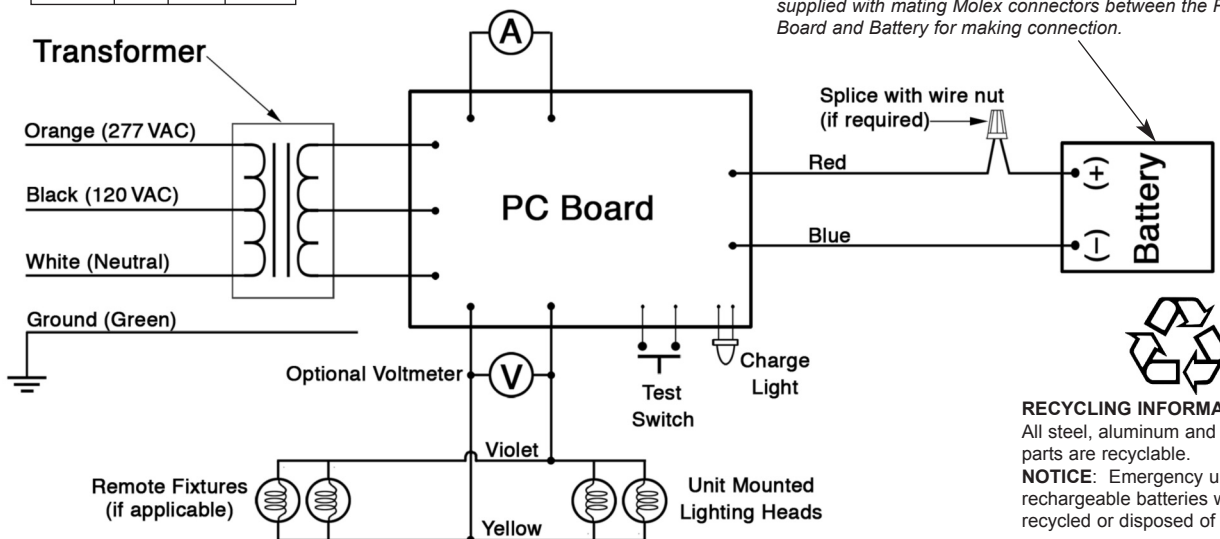 supplied with mating Molex connectors between the
Board and Battery for making connection.
A
Transformer
Splice with wire nut
(if required)
Orange (277 VAC)
Red
Black (120 VAC)
PC Board
(+)
Battery
Blue
(−)
White (Neutral)
Ground (Green)
Optional Voltmeter
V
Test
Switch
Charge
Light
RECYCLING
All steel, aluminum and
parts are recyclable.
NOTICE: Emergency
rechargeable batteries
recycled or disposed of
Violet
Remote Fixtures
(if applicable)
Unit Mounted
Lighting Heads
Yellow